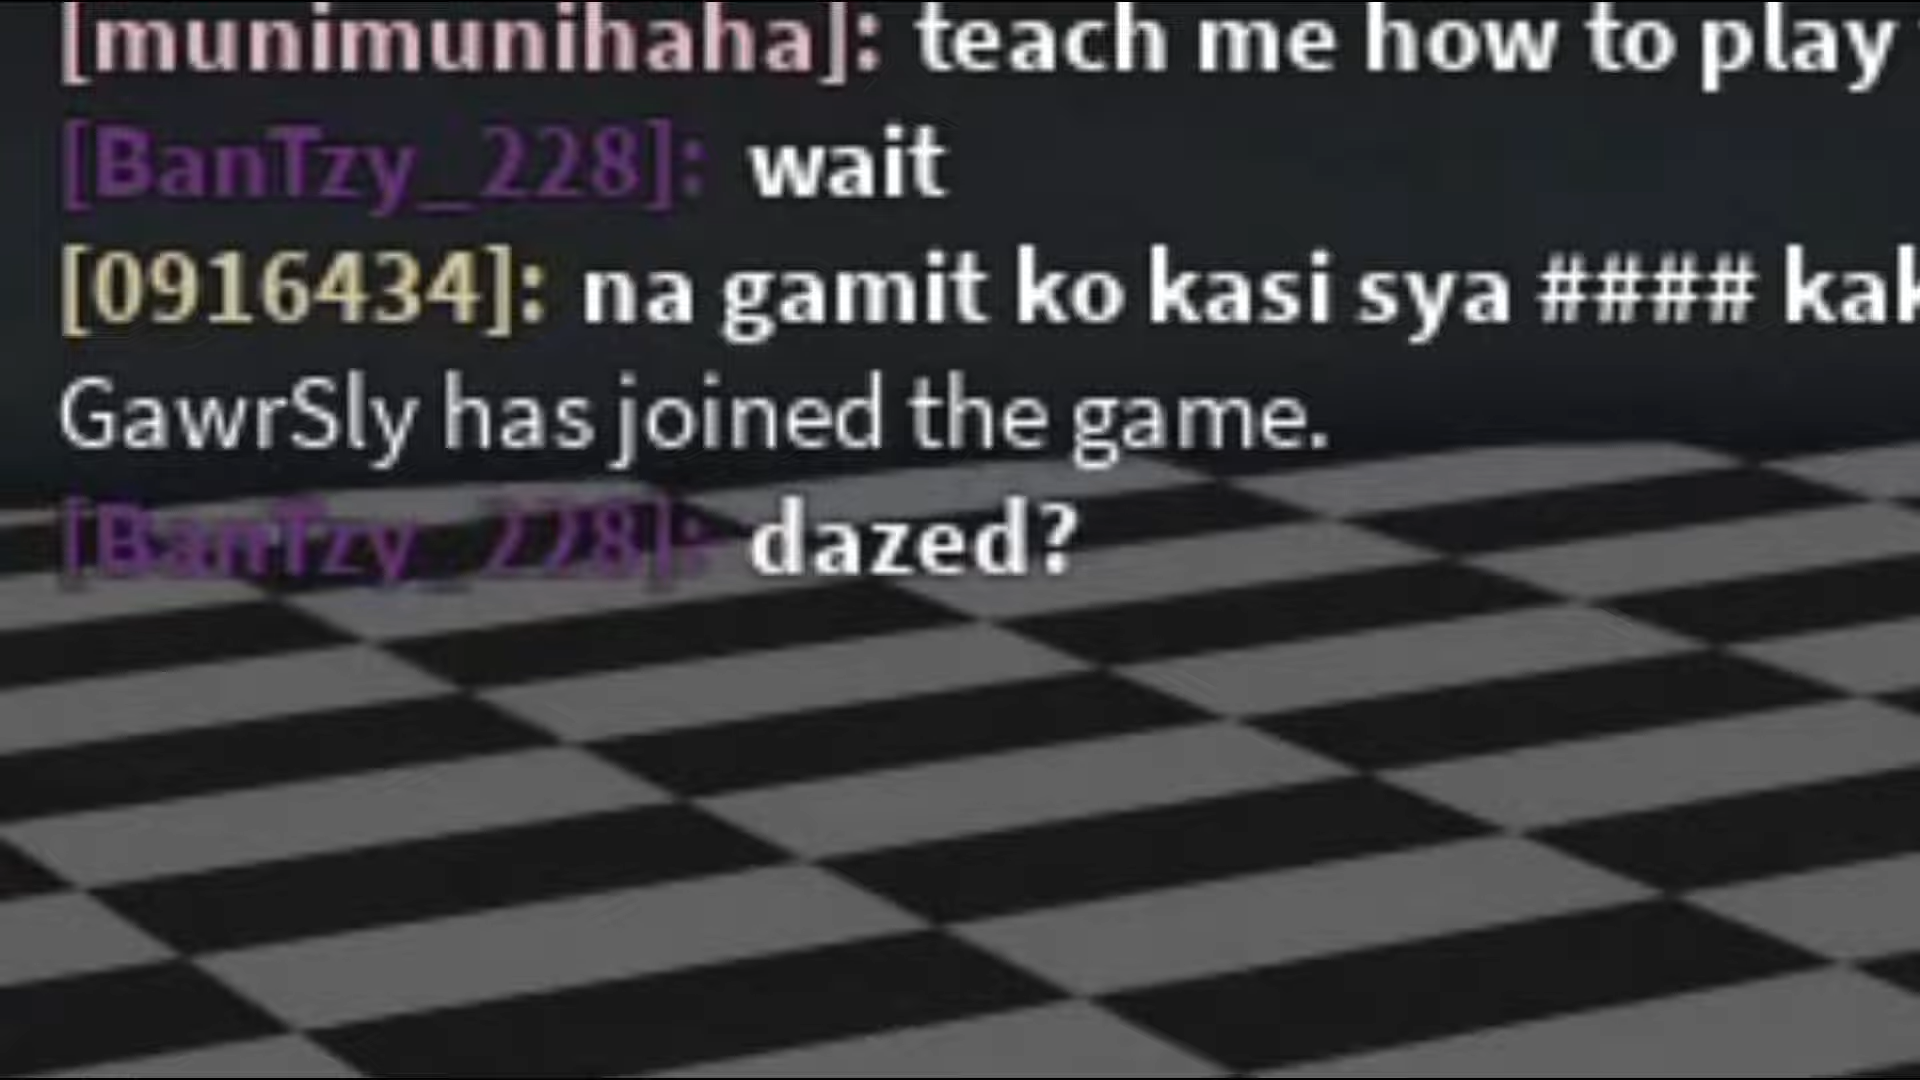 [munimunihaha]: teach me how to play
[BanTzy_228]: wait
[0916434]: na gamit ko kasi sya #### kak
GawrSly has joined the game.
[BanTzy_228]: dazed?